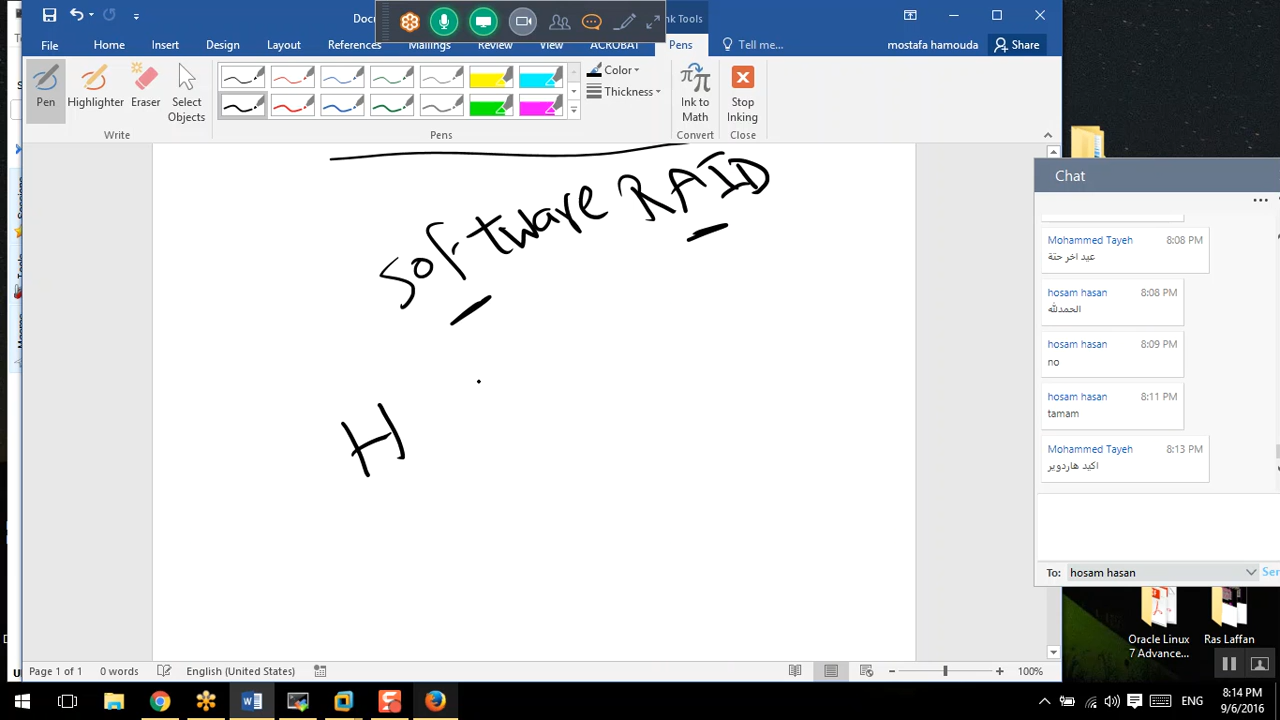 Docu
Ink Tools
File
Home
Insert
Design
Layout
References
Mailings
Review
View
ACROBAT
Pens
Tell me...
mostafa hamouda
Share
Pen
Highlighter
Eraser
Select Objects
Color
Thickness
Ink to Math
Stop Inking
Write
Pens
Convert
Close
Software RAID
H
Chat
Mohammed Tayeh 8:08 PM
عيد اخر حتة
hosam hasan 8:08 PM
الحمدلله
hosam hasan 8:09 PM
no
hosam hasan 8:11 PM
tamam
Mohammed Tayeh 8:13 PM
اكيد هاردوير
To: hosam hasan
Ser
Oracle Linux 7 Advance...
Ras Laffan
Page 1 of 1
0 words
English (United States)
100%
ENG
8:14 PM
9/6/2016